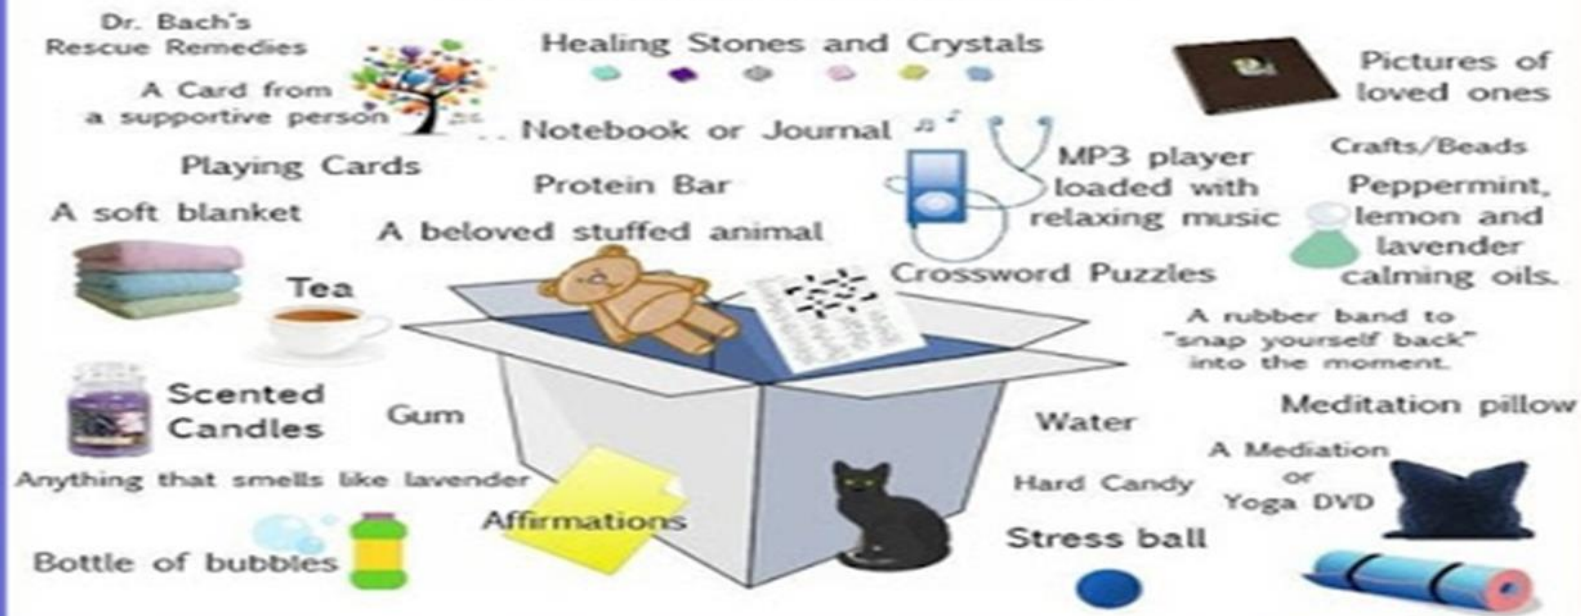 Dr. Bach's
Rescue Remedies
Healing Stones and Crystals
Pictures of
loved ones
A Card from
a supportive person
Notebook or Journal
Playing Cards
Protein Bar
MP3 player
loaded with
relaxing music
Crafts/Beads
Peppermint,
lemon and
lavender
calming oils.
A soft blanket
A beloved stuffed animal
Tea
Crossword Puzzles
A rubber band to
"snap yourself back"
into the moment.
Scented
Candles
Gum
Water
Meditation pillow
Anything that smells like lavender
Affirmations
Hard Candy
A Mediation
or
Yoga DVD
Bottle of bubbles
Stress ball